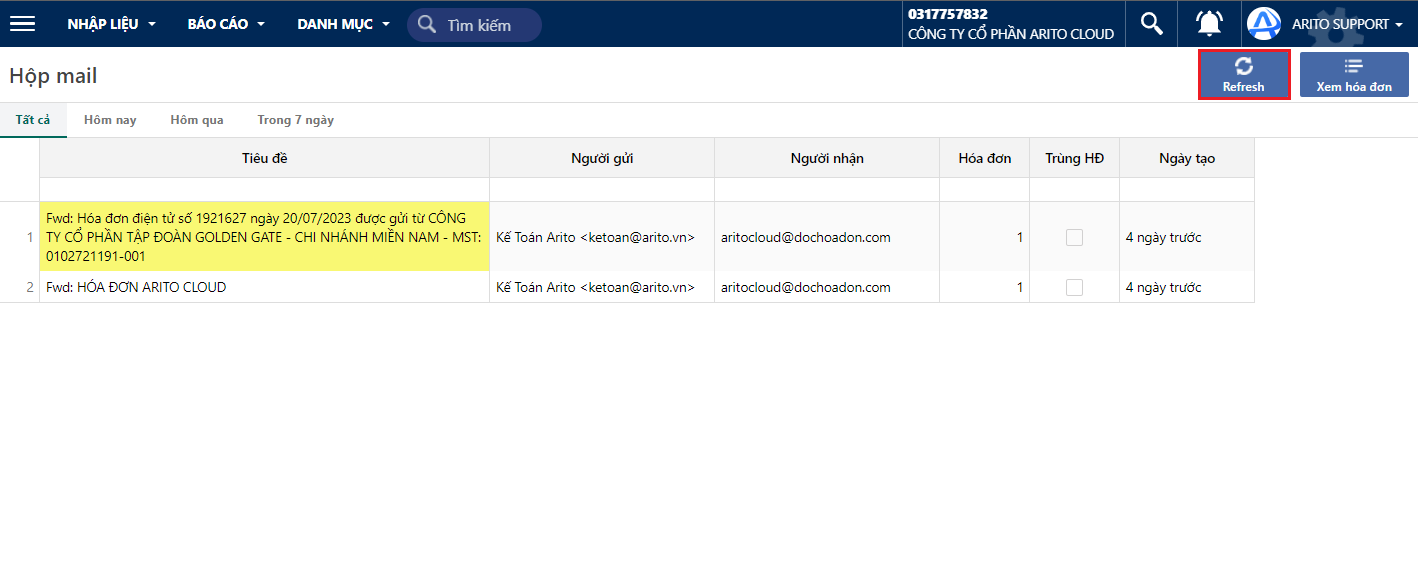 NHẬP LIỆU
BÁO CÁO
DANH MỤC
Tìm kiếm
0317757832
CÔNG TY CỔ PHẦN ARITO CLOUD
ARITO SUPPORT
Hộp mail
Refresh
Xem hóa đơn
Tất cả
Hôm nay
Hôm qua
Trong 7 ngày
Tiêu đề
Người gửi
Người nhận
Hóa đơn
Trùng HĐ
Ngày tạo
1
Fwd: Hóa đơn điện tử số 1921627 ngày 20/07/2023 được gửi từ CÔNG
TY CỔ PHẦN TẬP ĐOÀN GOLDEN GATE - CHI NHÁNH MIỀN NAM - MST:
0102721191-001
Kế Toán Arito <ketoan@arito.vn>
aritocloud@dochoadon.com
1
4 ngày trước
2
Fwd: HÓA ĐƠN ARITO CLOUD
Kế Toán Arito <ketoan@arito.vn>
aritocloud@dochoadon.com
1
4 ngày trước